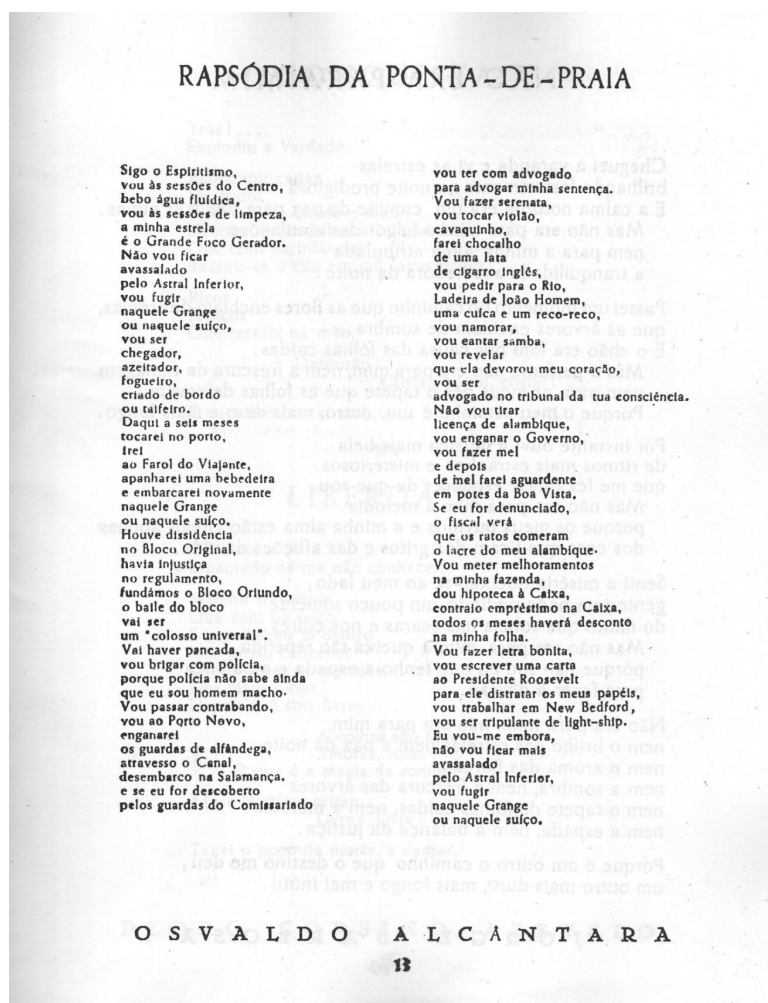 RAPSÓDIA DA PONTA-DE-PRAIA
Sigo o Espiritismo,
vou às sessões do Centro,
bebo água fluídica,
vou às sessões de limpeza,
a minha estrela
é o Grande Foco Gerador.
Não vou ficar
avassalado
pelo Astral Inferior,
vou fugir
naquele Grange
ou naquele suíço,
vou ser
chegador,
azeitador,
fogueiro,
criado de bordo
ou taifeiro.
Daqui a seis meses
tocarei no porto,
irei
ao Farol do Viajante,
apanharei uma bebedeira
e embarcarei novamente
naquele Grange
ou naquele suíço.
Houve dissidência
no Bloco Original,
havia injustiça
no regulamento,
fundámos o Bloco Oriundo,
o baile do bloco
vai ser
um "colosso universal".
Vai haver pancada,
vou brigar com polícia,
porque polícia não sabe ainda
que eu sou homem macho.
Vou passar contrabando,
vou ao Porto Novo,
enganarei
os guardas de alfândega,
atravesso o Canal,
desembarco na Salamança.
e se eu for descoberto
pelos guardas do Comissariado
vou ter com advogado
para advogar minha sentença.
Vou fazer serenata,
vou tocar violão,
cavaquinho,
farei chocalho
de uma lata
de cigarro inglês,
vou pedir para o Rio,
Ladeira de João Homem,
uma cuíca e um reco-reco,
vou namorar,
vou eantar samba,
vou revelar
que ela devorou meu coração,
vou ser
advogado no tribunal da tua consciência.
Não vou tirar
licença de alambique,
vou enganar o Governo,
vou fazer mel
e depois
de mel farei aguardente
em potes da Boa Vista,
Se eu for denunciado,
o fiscal verá
que os ratos comeram
o lacre do meu alambique.
Vou meter melhoramentos
na minha fazenda,
dou hipoteca à Caixa,
contraio empréstimo na Caixa,
todos os meses haverá desconto
na minha folha.
Vou fazer letra bonita,
vou escrever uma carta
ao Presidente Roosevelt
para ele distratar os meus papéis,
vou trabalhar em New Bedford,
vou ser tripulante de light-ship.
Eu vou-me embora,
não vou ficar mais
avassalado
pelo Astral Inferior,
vou fugir
naquele Grange
ou naquele suíço.
OSVALDO ALCÂNTARA
13